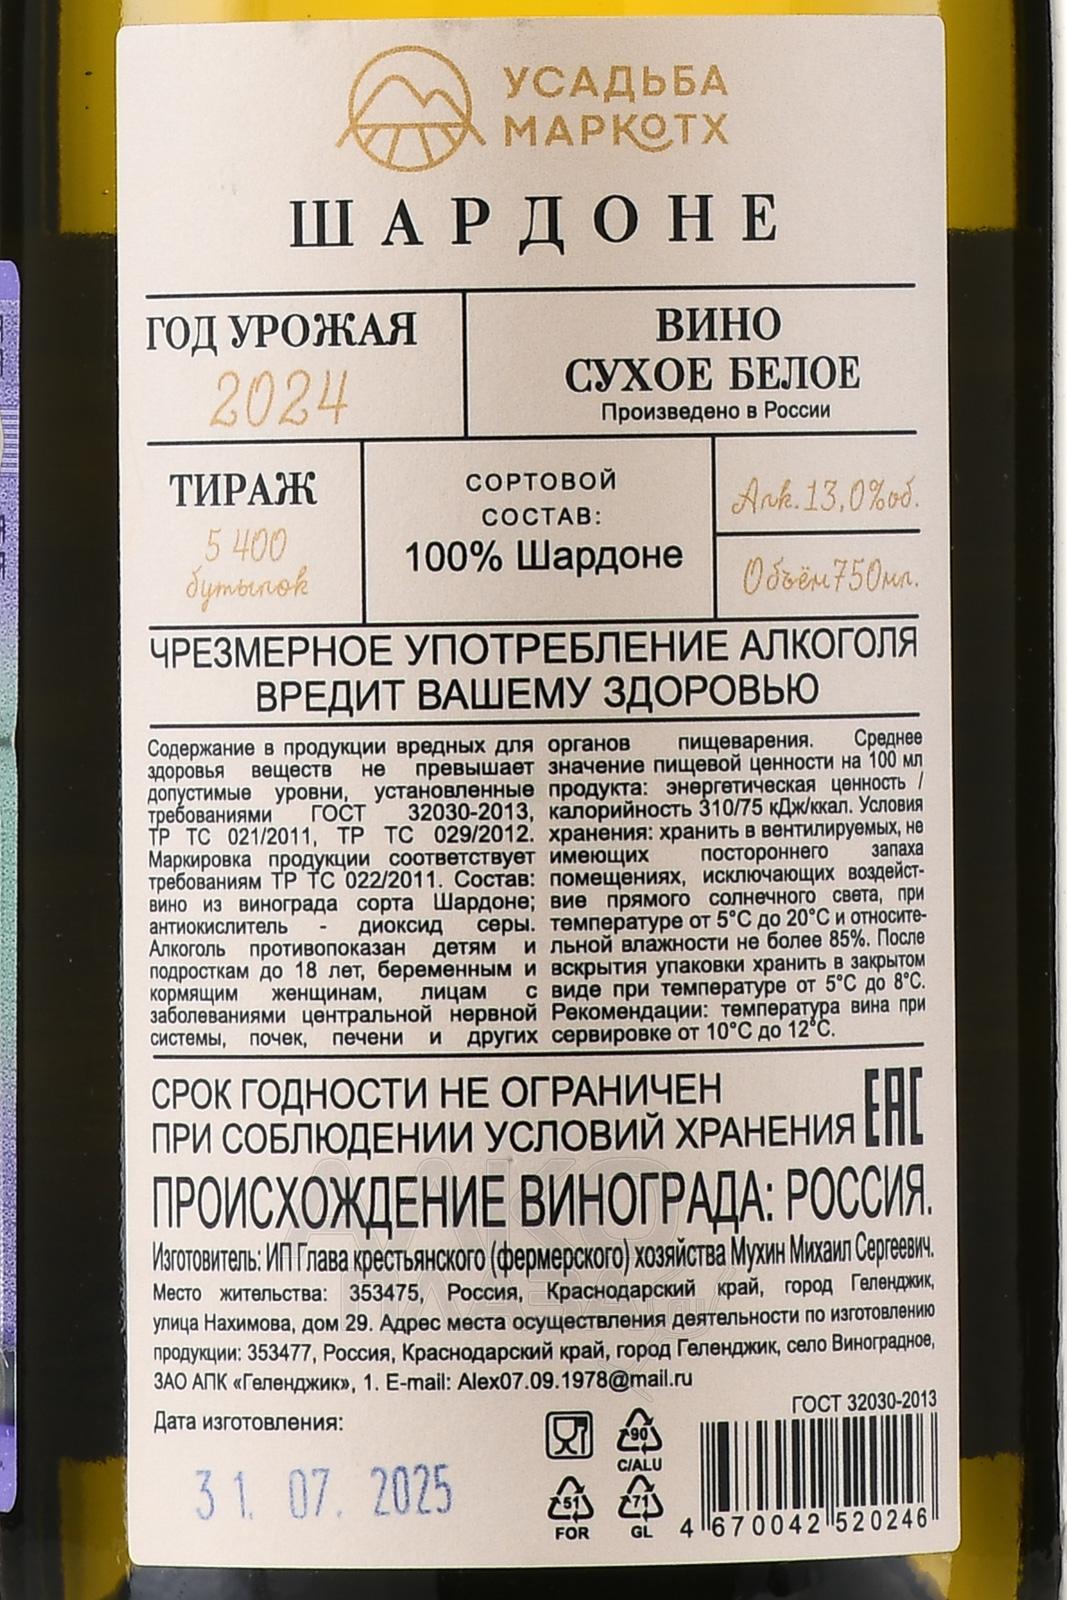 УСАДЬБА
МАРКОТХ
ШАРДОНЕ
ГОД УРОЖАЯ
2024
ВИНО
СУХОЕ БЕЛОЕ
Произведено в России
ТИРАЖ
5 400
бутылок
СОРТОВОЙ
СОСТАВ:
100% Шардоне
Алк. 13,0%об.
Объём 750мл.
ЧРЕЗМЕРНОЕ УПОТРЕБЛЕНИЕ АЛКОГОЛЯ
ВРЕДИТ ВАШЕМУ ЗДОРОВЬЮ
Содержание в продукции вредных для
здоровья веществ не превышает
допустимые уровни, установленные
требованиями ГОСТ 32030-2013,
ТР ТС 021/2011, ТР ТС 029/2012.
Маркировка продукции соответствует
требованиям ТР ТС 022/2011. Состав:
вино из винограда сорта Шардоне;
антиокислитель - диоксид серы.
Алкоголь противопоказан детям и
подросткам до 18 лет, беременным и
кормящим женщинам, лицам с
заболеваниями центральной нервной
системы, почек, печени и других
органов пищеварения. Среднее
значение пищевой ценности на 100 мл
продукта: энергетическая ценность /
калорийность 310/75 кДж/ккал. Условия
хранения: хранить в вентилируемых, не
имеющих постороннего запаха
помещениях, исключающих воздейст-
вие прямого солнечного света, при
температуре от 5°С до 20°С и относите-
льной влажности не более 85%. После
вскрытия упаковки хранить в закрытом
виде при температуре от 5°С до 8°С.
Рекомендации: температура вина при
сервировке от 10°С до 12°С.
СРОК ГОДНОСТИ НЕ ОГРАНИЧЕН
ПРИ СОБЛЮДЕНИИ УСЛОВИЙ ХРАНЕНИЯ
ЕАС
ПРОИСХОЖДЕНИЕ ВИНОГРАДА: РОССИЯ.
Изготовитель: ИП Глава крестьянского (фермерского) хозяйства Мухин Михаил Сергеевич.
Место жительства: 353475, Россия, Краснодарский край, город Геленджик,
улица Нахимова, дом 29. Адрес места осуществления деятельности по изготовлению
продукции: 353477, Россия, Краснодарский край, город Геленджик, село Виноградное,
ЗАО АПК «Геленджик», 1. E-mail: Alex07.09.1978@mail.ru
ГОСТ 32030-2013
Дата изготовления:
31. 07. 2025
90
C/ALU
51
FOR
71
GL
4 670042 520246